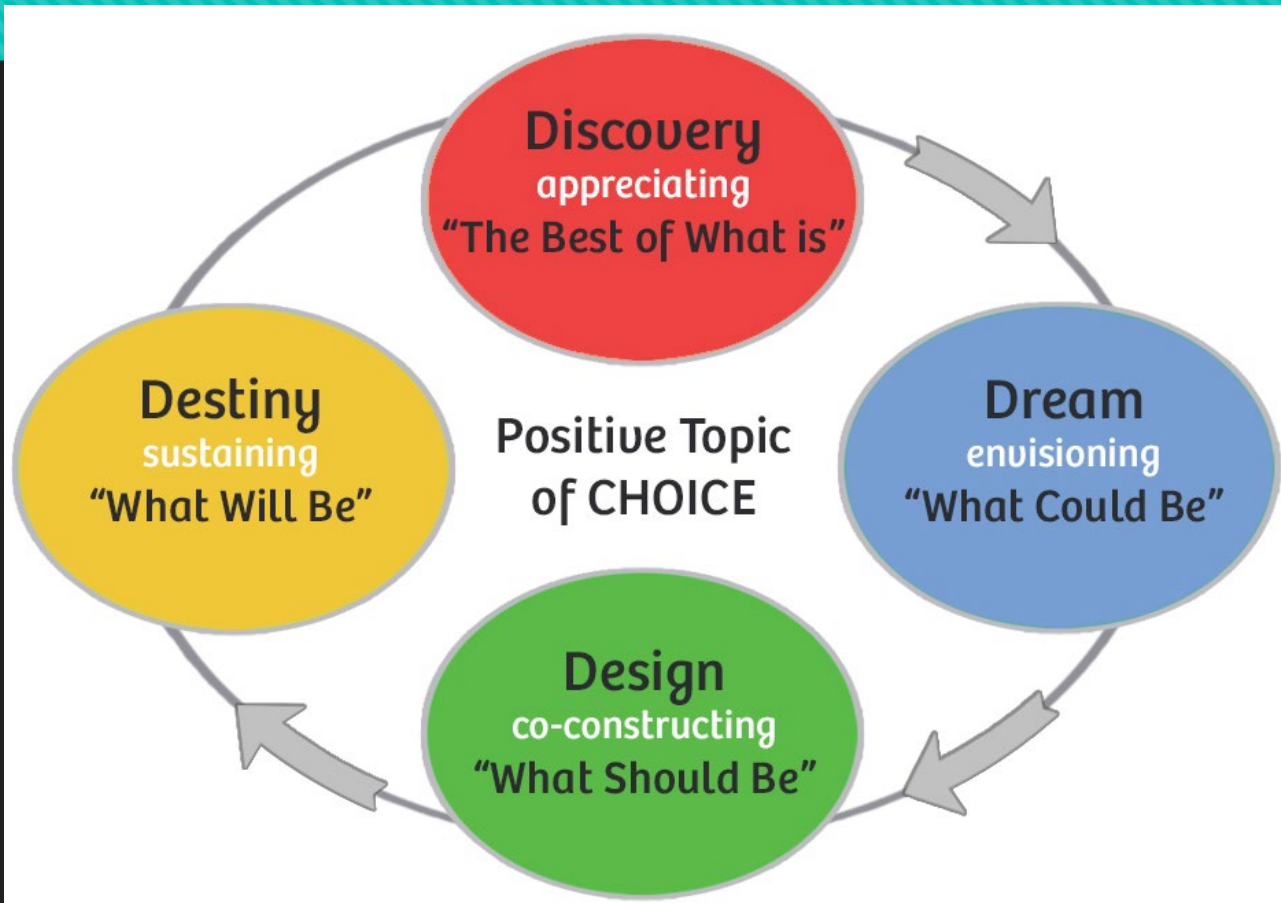 Discovery
appreciating
“The Best of What is”
Dream
envisioning
“What Could Be”
Design
co-constructing
“What Should Be”
Destiny
sustaining
“What Will Be”
Positive Topic
of CHOICE